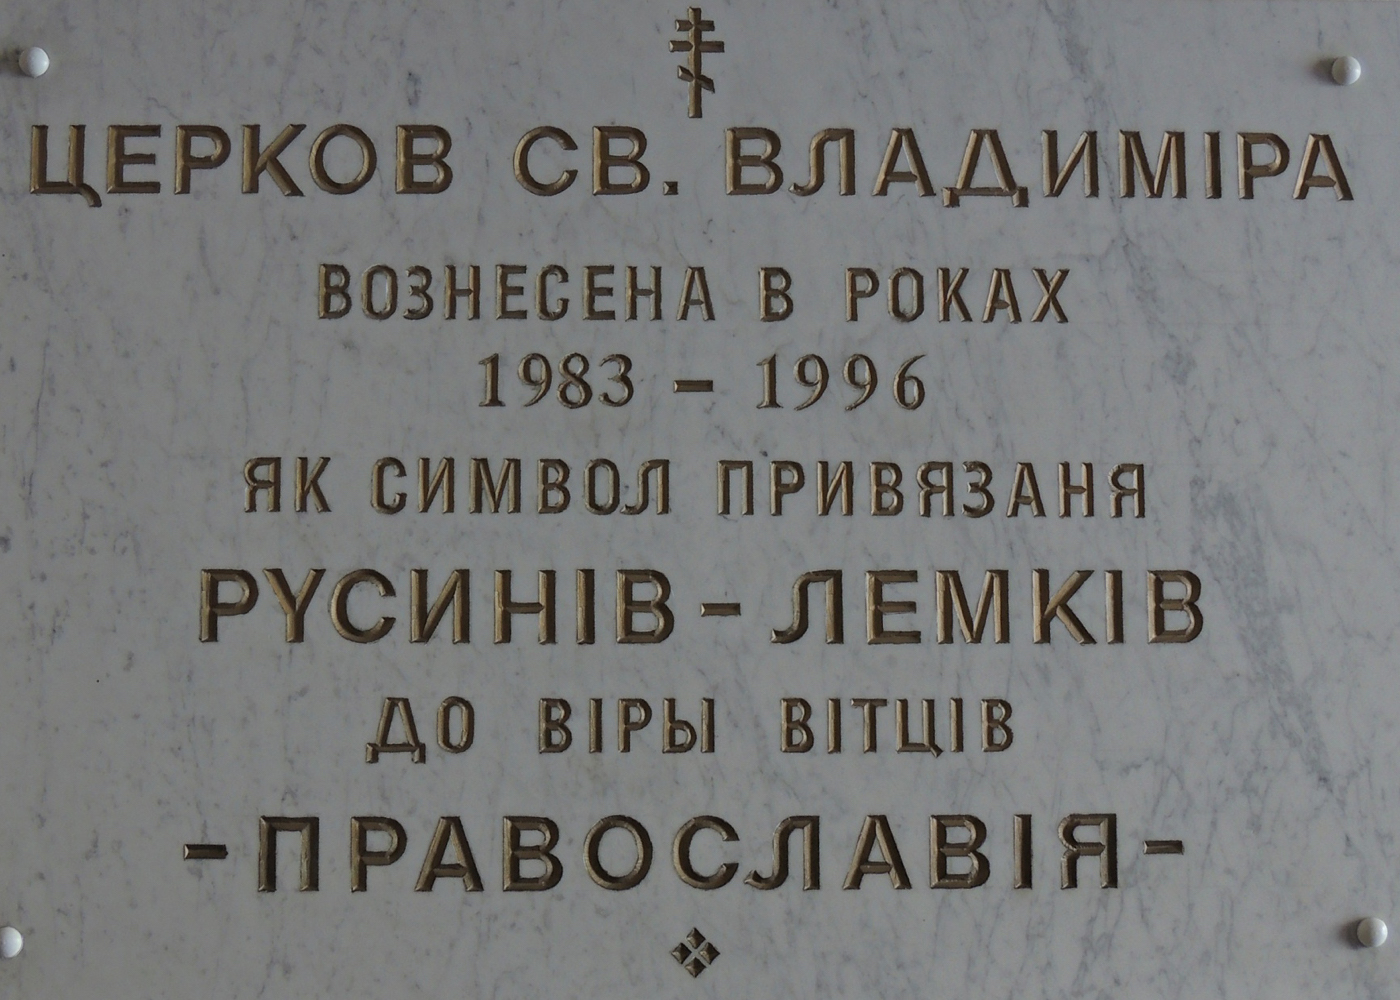 ЦЕРКОВ СВ. ВЛАДИМІРА
ВОЗНЕСЕНА В РОКАХ
1983 – 1996
ЯК СИМВОЛ ПРИВЯЗАНЯ
РУСИНІВ – ЛЕМКІВ
ДО ВІРЫ ВІТЦІВ
– ПРАВОСЛАВІЯ –